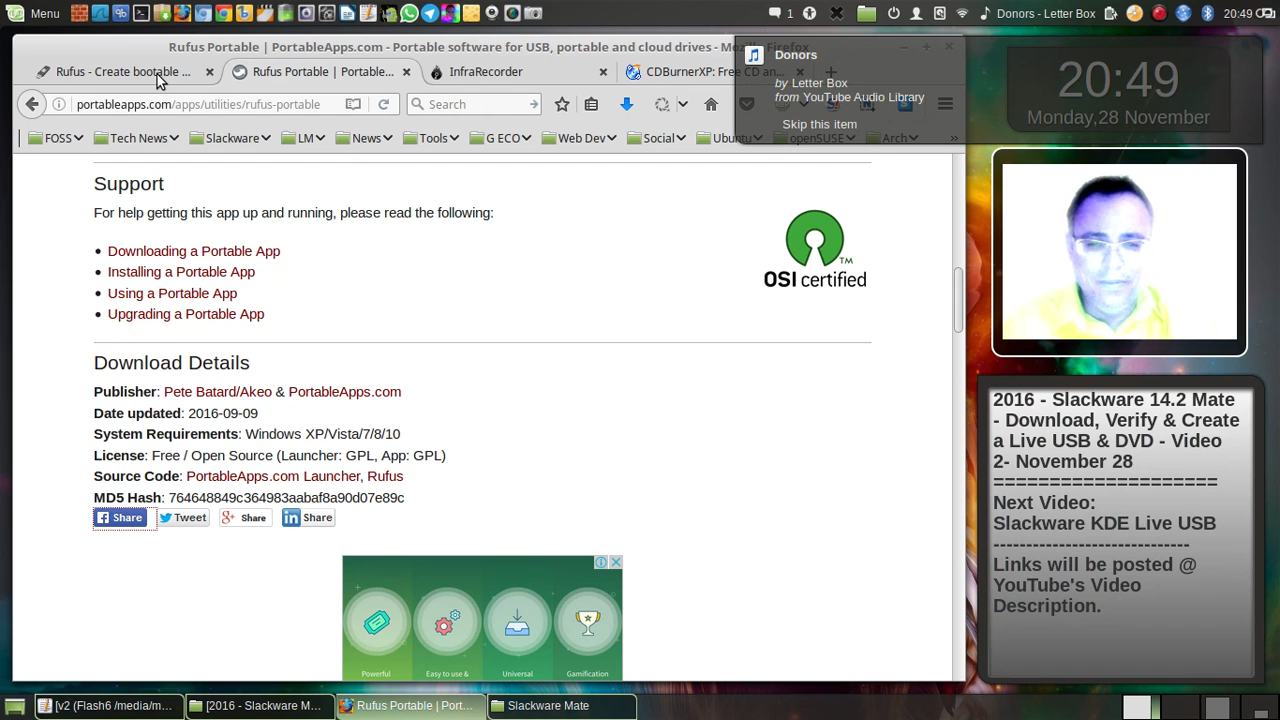 Menu
1
Donors - Letter Box
20:49
Rufus Portable | PortableApps.com - Portable software for USB, portable and cloud drives - Mozilla Firefox
Rufus - Create bootable ...
Rufus Portable | Portable...
InfraRecorder
CDBurnerXP: Free CD an...
portableapps.com/apps/utilities/rufus-portable
Search
FOSS
Tech News
Slackware
LM
News
Tools
G ECO
Web Dev
Social
Ubuntu
openSUSE
Arch
»
Donors
by Letter Box
from YouTube Audio Library
Skip this item
20:49
Monday,28 November
Support
For help getting this app up and running, please read the following:
Downloading a Portable App
Installing a Portable App
Using a Portable App
Upgrading a Portable App
OSI certified TM
Download Details
Publisher: Pete Batard/Akeo & PortableApps.com
Date updated: 2016-09-09
System Requirements: Windows XP/Vista/7/8/10
License: Free / Open Source (Launcher: GPL, App: GPL)
Source Code: PortableApps.com Launcher, Rufus
MD5 Hash: 764648849c364983aabaf8a90d07e89c
Share
Tweet
Share
Share
Powerful
Easy to use &
Universal
Gamification
2016 - Slackware 14.2 Mate
- Download, Verify & Create
a Live USB & DVD - Video
2- November 28
====================
Next Video:
Slackware KDE Live USB
-----------------------------
Links will be posted @
YouTube's Video
Description.
[v2 (Flash6 /media/m...
[2016 - Slackware M...
Rufus Portable | Port...
Slackware Mate